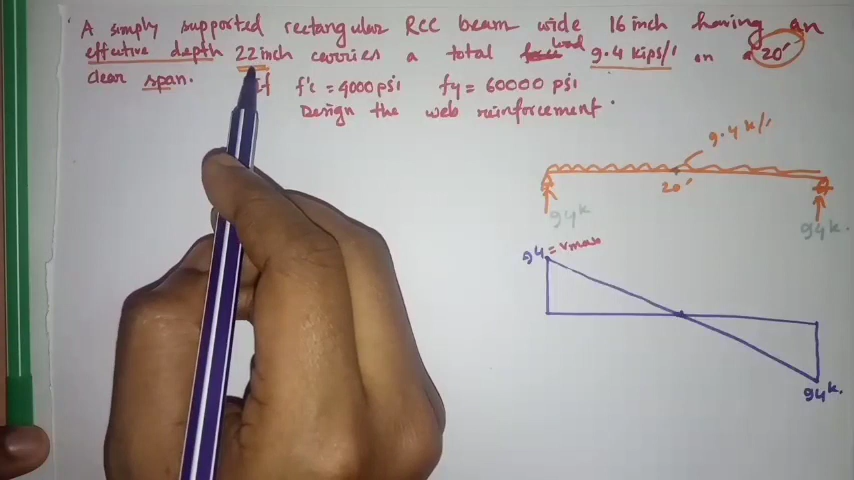 A simply supported rectangular RCC beam wide 16 inch having an
effective depth 22 inch carries a total load 9.4 kips/' on a 20'
clear span. If f'c = 4000 psi fy = 60000 psi
Design the web reinforcement.
9.4 k/'
20'
94k
94k.
94 = Vmax
94k.